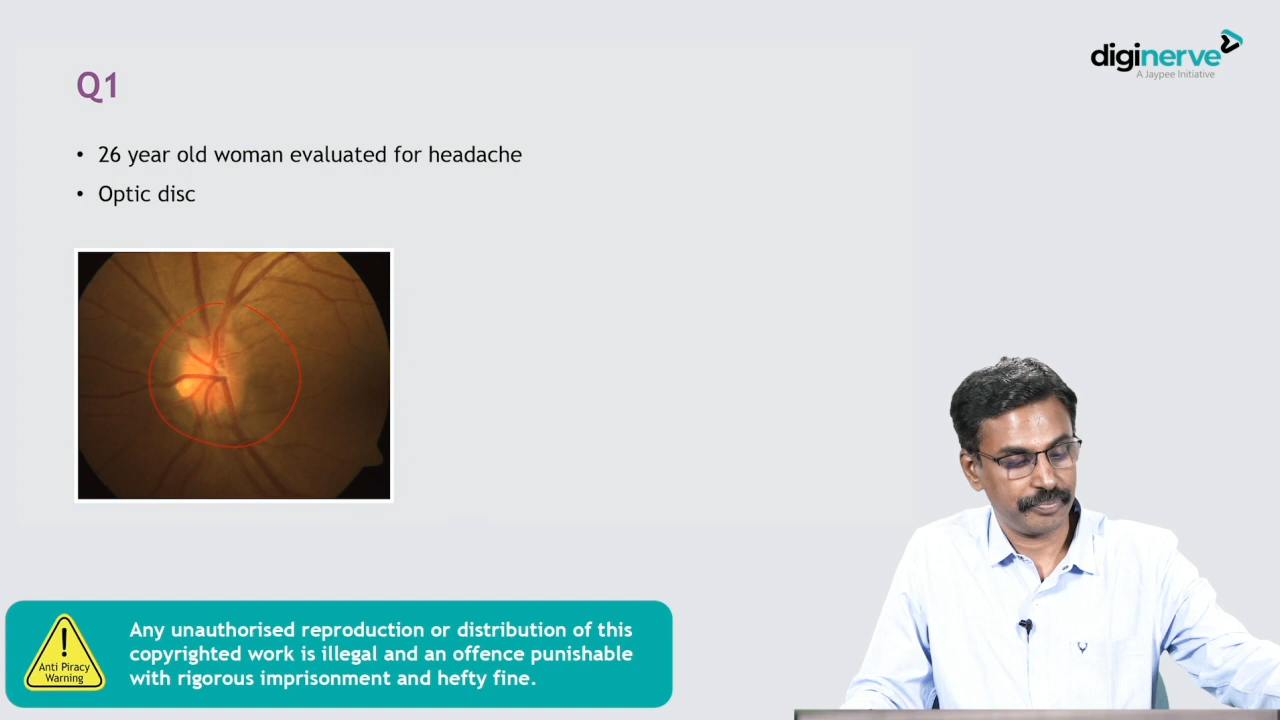 diginerve
A Jaypee Initiative
Q1
• 26 year old woman evaluated for headache
• Optic disc
!
Anti Piracy
Warning
Any unauthorised reproduction or distribution of this
copyrighted work is illegal and an offence punishable
with rigorous imprisonment and hefty fine.